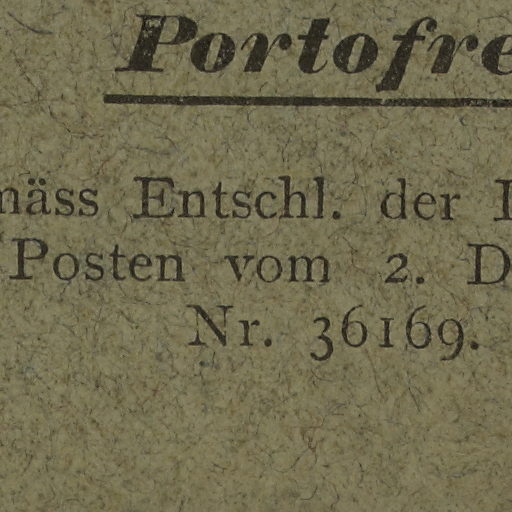 Portofre
mäss Entschl. der
Posten vom 2. D
Nr. 36169.